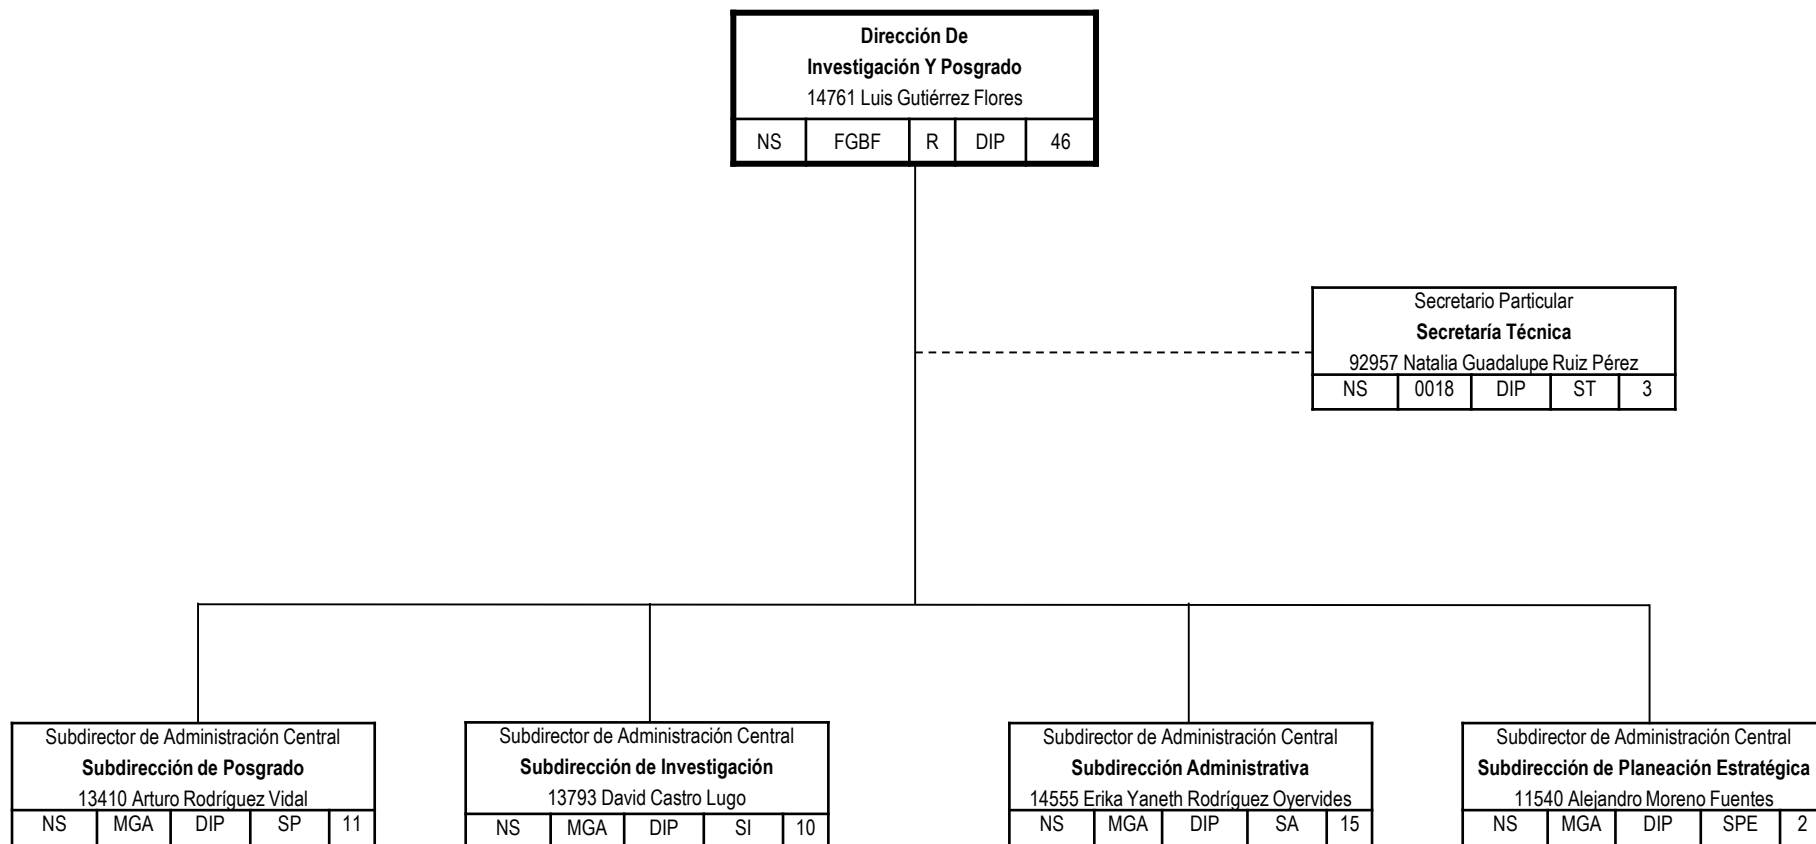 Dirección De
Investigación Y Posgrado
14761 Luis Gutiérrez Flores
NS FGBF R DIP 46
Secretario Particular
Secretaría Técnica
92957 Natalia Guadalupe Ruiz Pérez
NS 0018 DIP ST 3
Subdirector de Administración Central
Subdirección de Posgrado
13410 Arturo Rodríguez Vidal
NS MGA DIP SP 11
Subdirector de Administración Central
Subdirección de Investigación
13793 David Castro Lugo
NS MGA DIP SI 10
Subdirector de Administración Central
Subdirección Administrativa
14555 Erika Yaneth Rodríguez Oyervides
NS MGA DIP SA 15
Subdirector de Administración Central
Subdirección de Planeación Estratégica
11540 Alejandro Moreno Fuentes
NS MGA DIP SPE 2